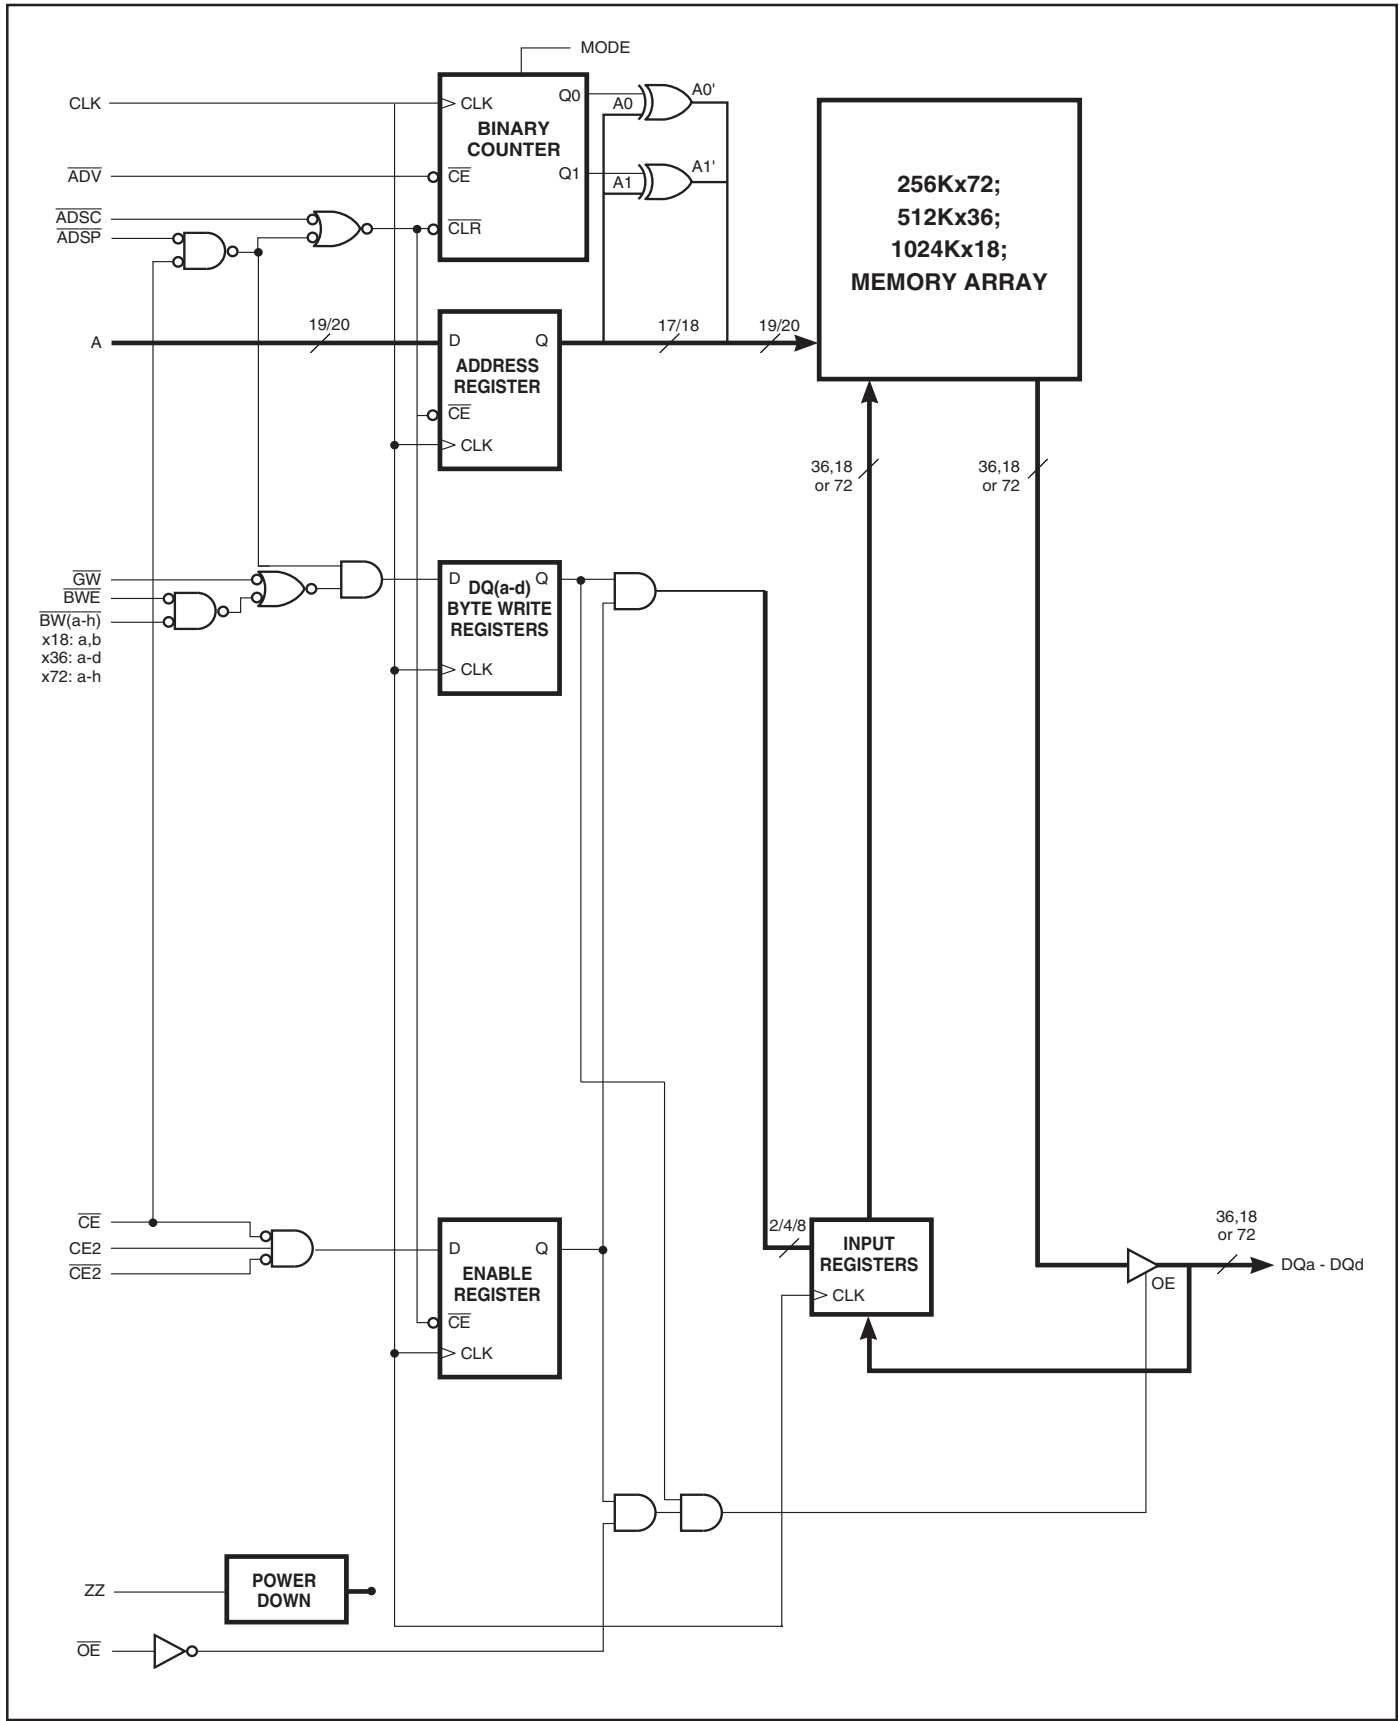 MODE
CLK
CLK
Q0
A0
A0'
BINARY
COUNTER
ADV
CE
Q1
A1
A1'
ADSC
ADSP
CLR
256Kx72;
512Kx36;
1024Kx18;
MEMORY ARRAY
A
19/20
D
Q
17/18
19/20
ADDRESS
REGISTER
CE
CLK
36,18
or 72
36,18
or 72
GW
BWE
BW(a-h)
x18: a,b
x36: a-d
x72: a-h
D
Q
DQ(a-d)
BYTE WRITE
REGISTERS
CLK
CE
CE2
CE2
D
Q
ENABLE
REGISTER
CE
CLK
2/4/8
INPUT
REGISTERS
CLK
36,18
or 72
OE
DQa - DQd
ZZ
POWER
DOWN
OE